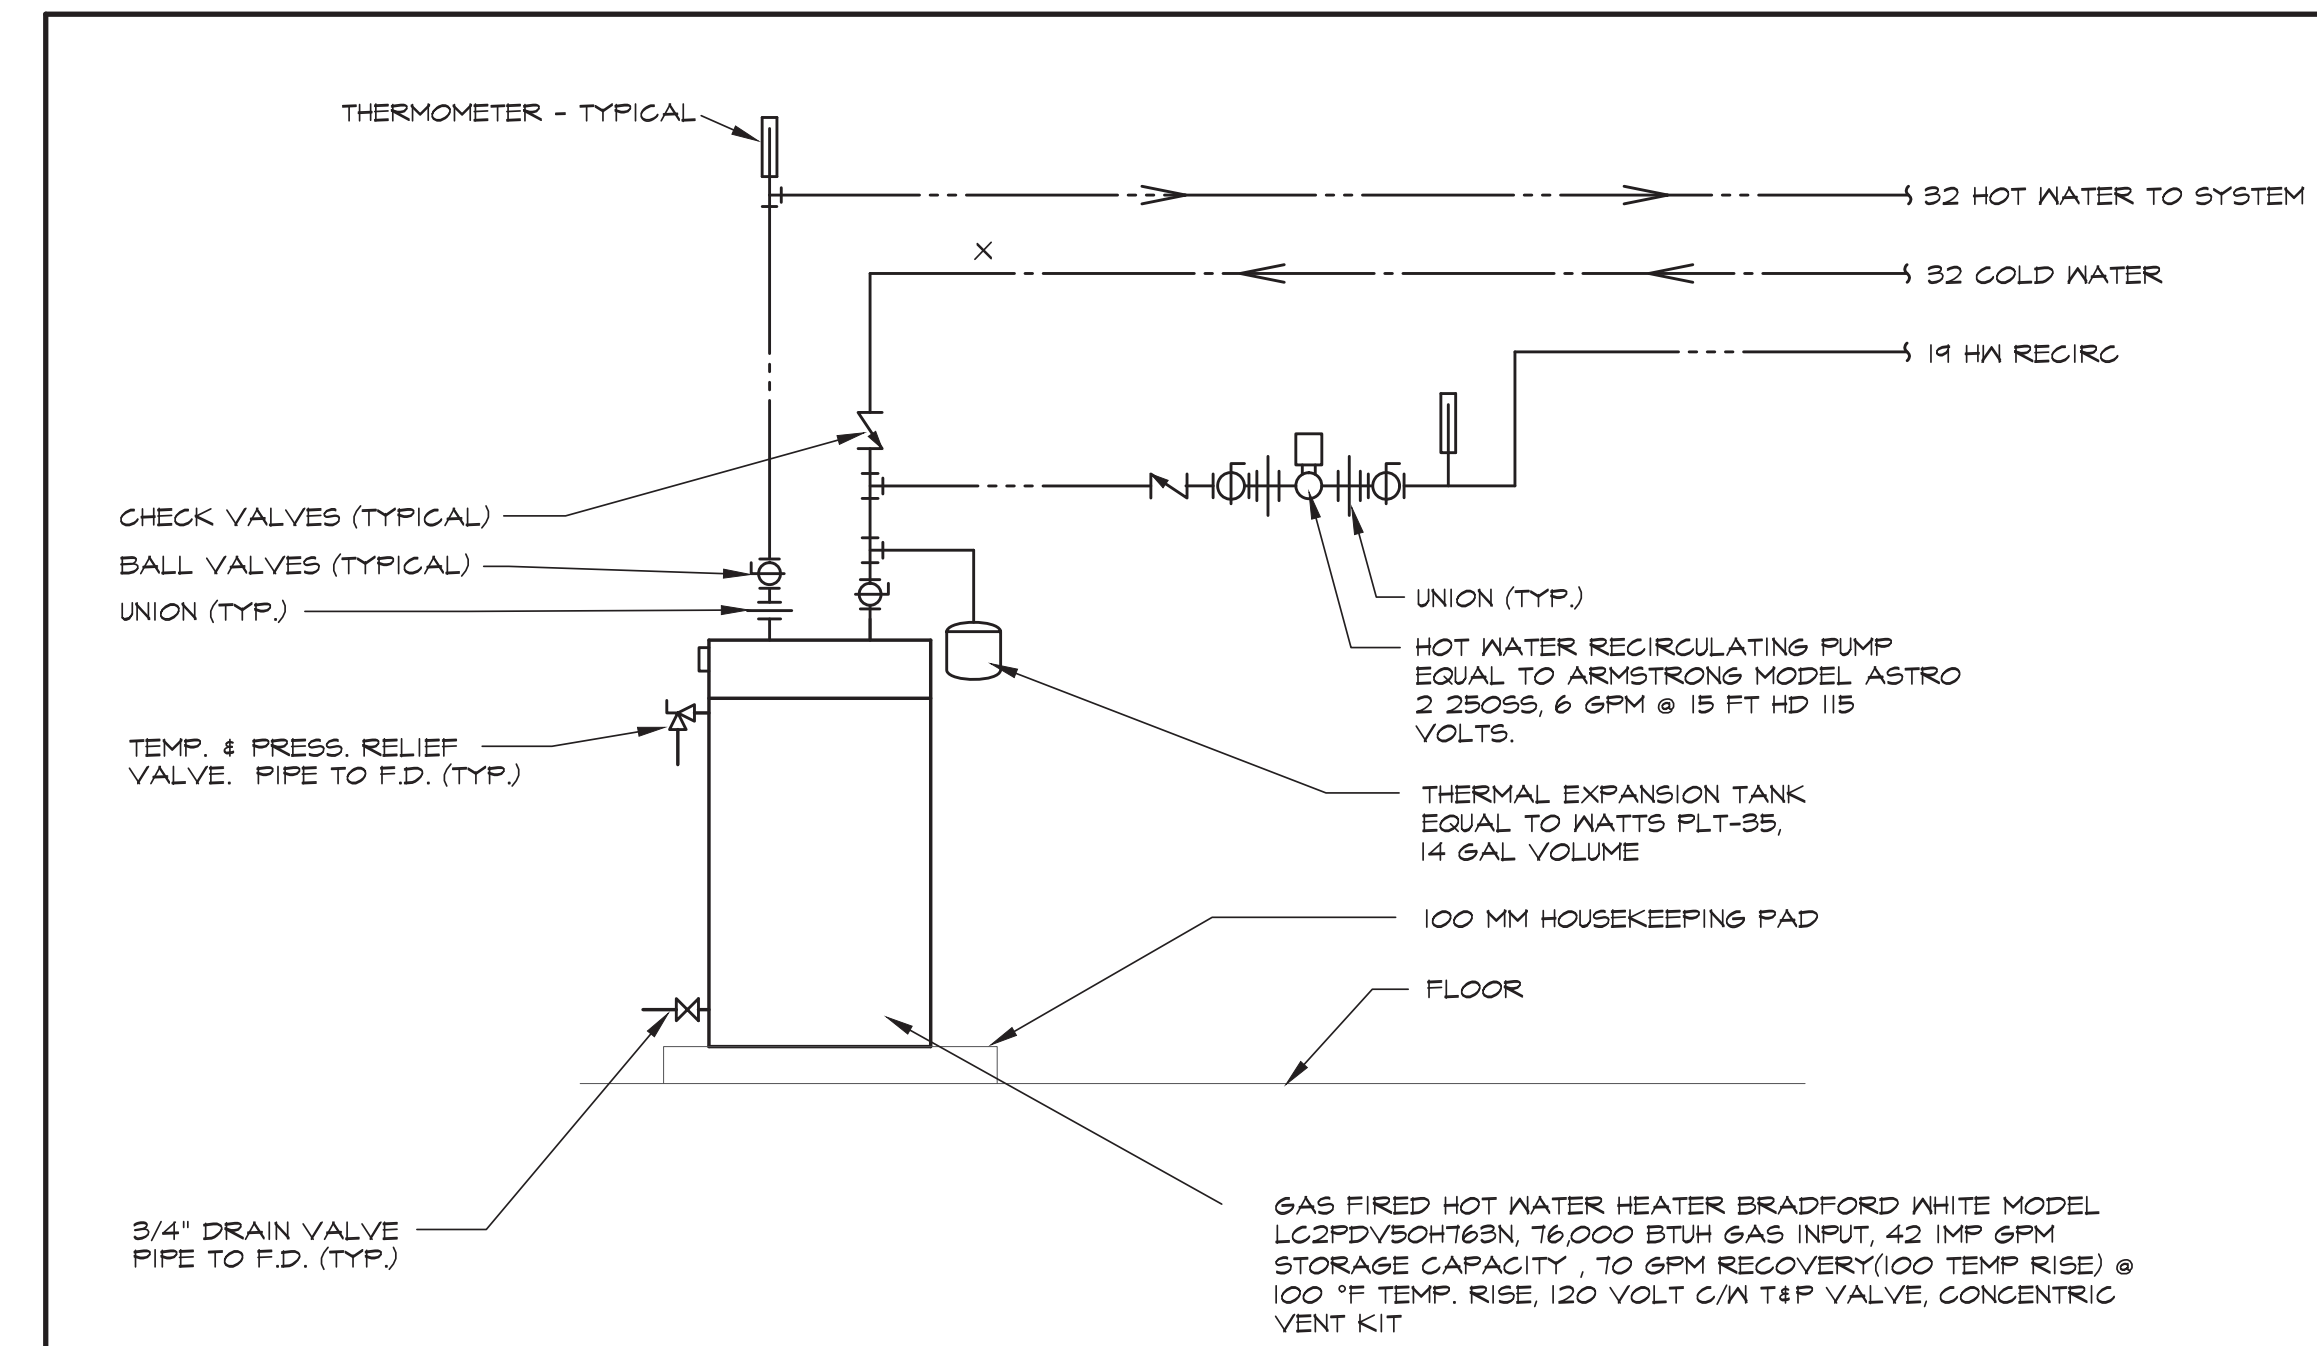 THERMOMETER - TYPICAL
32 HOT WATER TO SYSTEM
X
32 COLD WATER
19 HW RECIRC
CHECK VALVES (TYPICAL)
BALL VALVES (TYPICAL)
UNION (TYP.)
UNION (TYP.)
HOT WATER RECIRCULATING PUMP
EQUAL TO ARMSTRONG MODEL ASTRO
2 250SS, 6 GPM @ 15 FT HD 115
VOLTS.
TEMP. & PRESS. RELIEF
VALVE. PIPE TO F.D. (TYP.)
THERMAL EXPANSION TANK
EQUAL TO WATTS PLT-35,
14 GAL VOLUME
100 MM HOUSEKEEPING PAD
FLOOR
3/4" DRAIN VALVE
PIPE TO F.D. (TYP.)
GAS FIRED HOT WATER HEATER BRADFORD WHITE MODEL
LC2PDV50H763N, 76,000 BTUH GAS INPUT, 42 IMP GPM
STORAGE CAPACITY , 70 GPM RECOVERY(100 TEMP RISE) @
100 °F TEMP. RISE, 120 VOLT C/W T&P VALVE, CONCENTRIC
VENT KIT